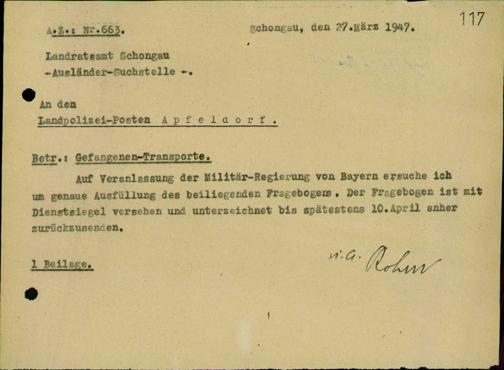 117
A.Z.: Nr.663.
Schongau, den 27.März 1947.
Landratsamt Schongau
-Ausländer-Suchstelle -.
An den
Landpolizei-Posten Apfeldorf.
Betr.: Gefangenen-Transporte.
Auf Veranlassung der Militär-Regierung von Bayern ersuche ich
um genaue Ausfüllung des beiliegenden Fragebogens. Der Fragebogen ist mit
Dienstsiegel versehen und unterzeichnet bis spätestens 10.April anher
zurückzusenden.
1 Beilage.